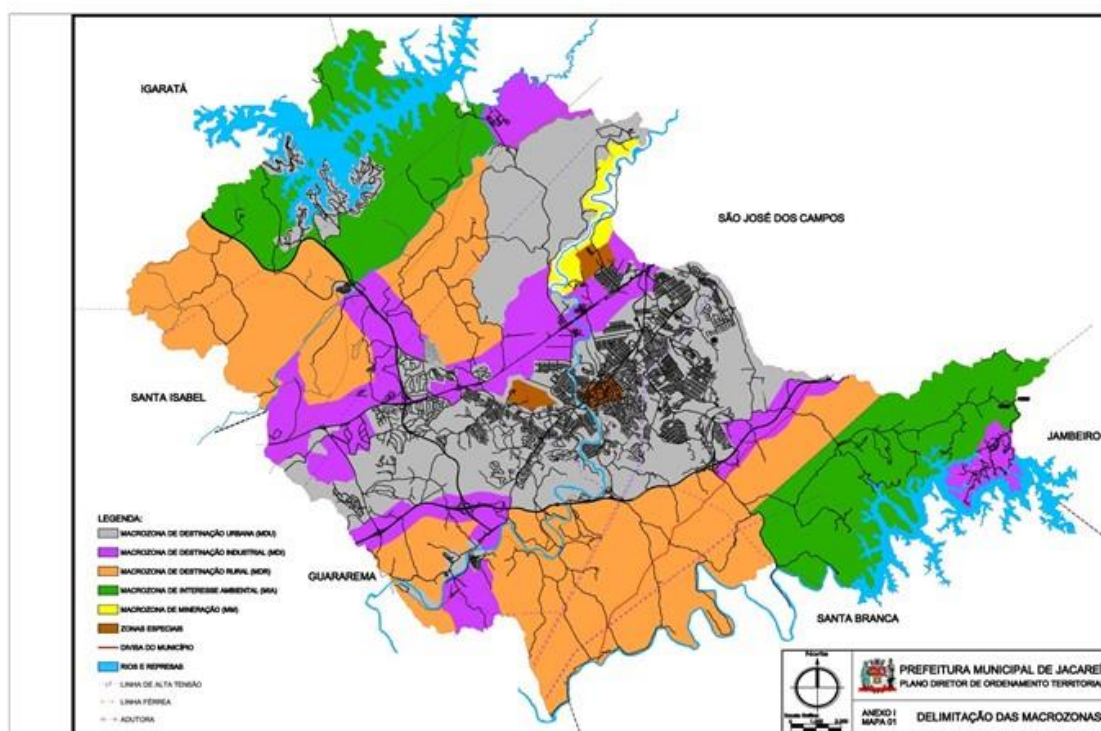 IGARATÁ
SÃO JOSÉ DOS CAMPOS
SANTA ISABEL
JAMBEIRO
GUARAREMA
SANTA BRANCA
LEGENDA:
MACROZONA DE DESTINAÇÃO URBANA (MDU)
MACROZONA DE DESTINAÇÃO INDUSTRIAL (MDI)
MACROZONA DE DESTINAÇÃO RURAL (MDR)
MACROZONA DE INTERESSE AMBIENTAL (MIA)
MACROZONA DE MINERAÇÃO (MM)
ZONAS ESPECIAIS
DIVISA DO MUNICÍPIO
RIOS E REPRESAS
LINHA DE ALTA TENSÃO
LINHA FÉRREA
ADUTORA
PREFEITURA MUNICIPAL DE JACAREÍ
PLANO DIRETOR DE ORDENAMENTO TERRITORIA
ANEXO I
MAPA 01
DELIMITAÇÃO DAS MACROZONAS